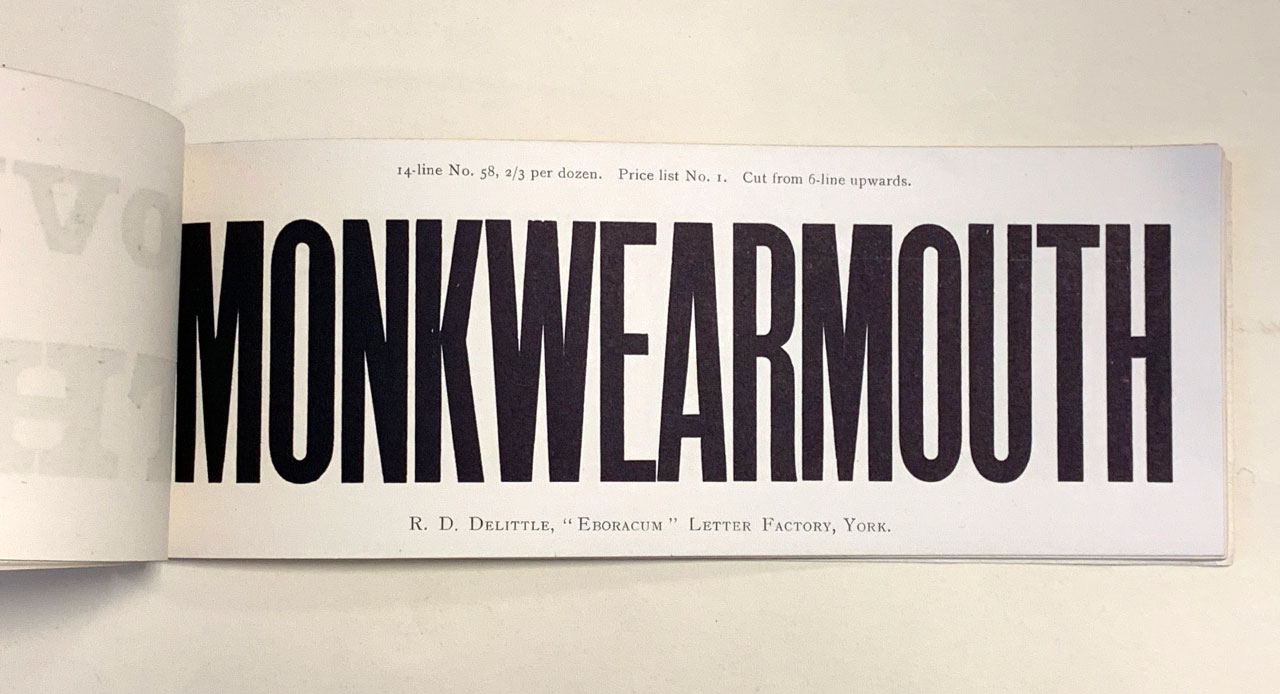 14-line No. 58, 2/3 per dozen. Price list No. 1. Cut from 6-line upwards.
MONKWEARMOUTH
R. D. Delittle, “Eboracum” Letter Factory, York.